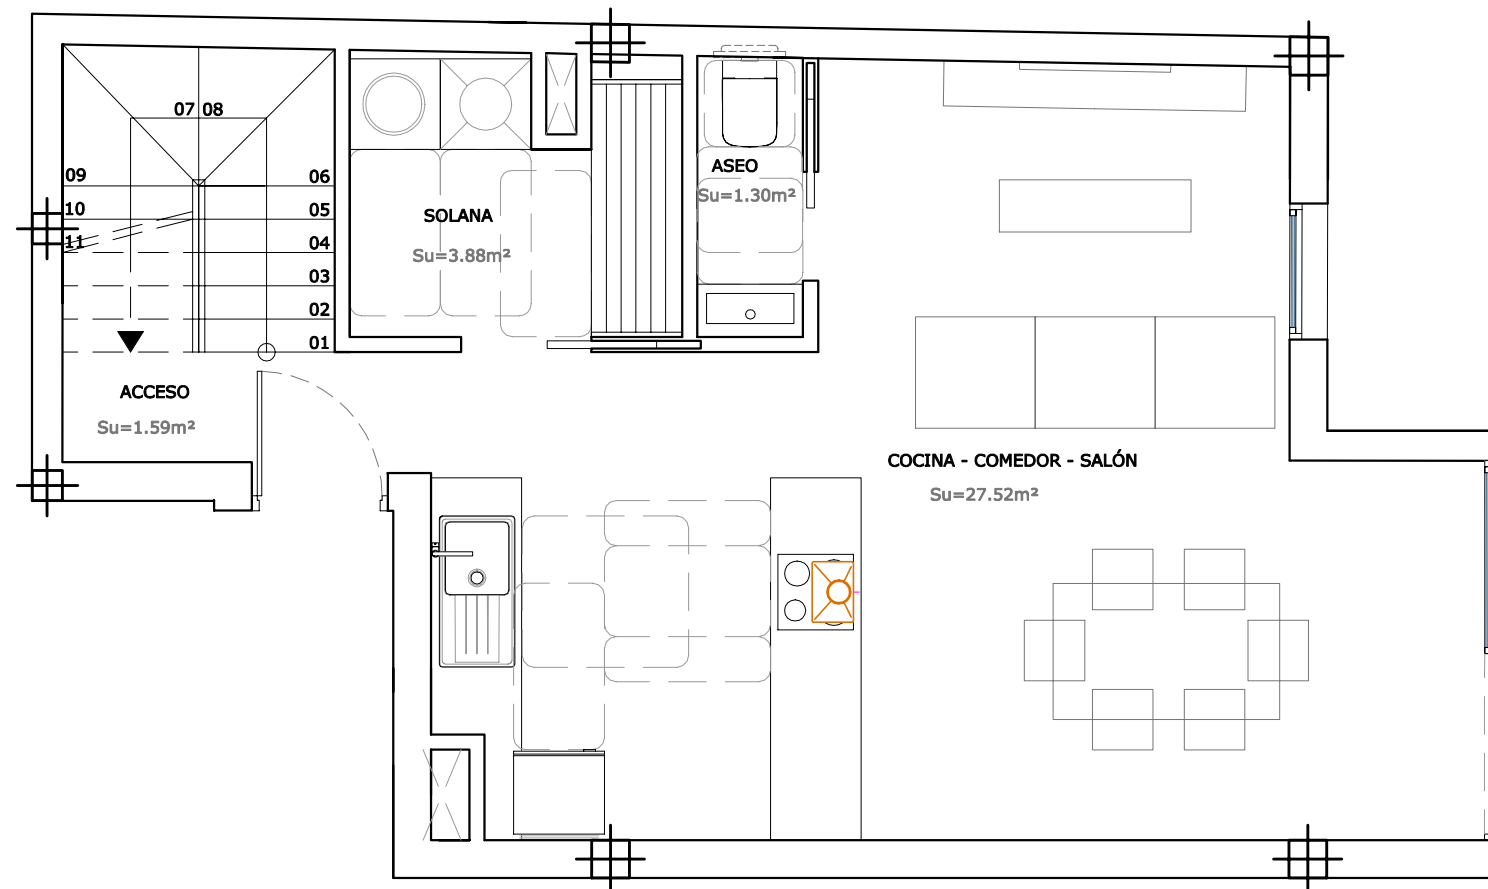 07 08
09
06
10
05
11
04
03
02
01
ASEO
Su=1.30m²
SOLANA
Su=3.88m²
ACCESO
Su=1.59m²
COCINA - COMEDOR - SALÓN
Su=27.52m²